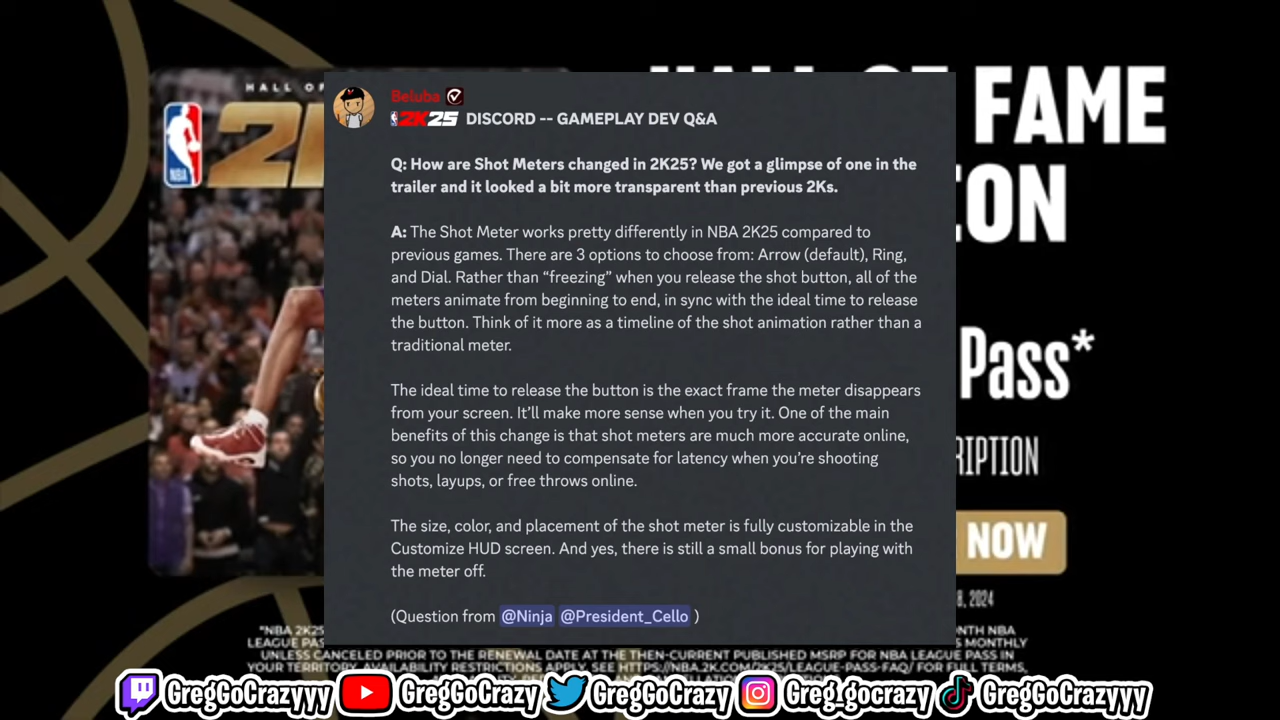 HALL OF FAME
HALL OF
NBA
Beluba
2K25 DISCORD -- GAMEPLAY DEV Q&A
Q: How are Shot Meters changed in 2K25? We got a glimpse of one in the
trailer and it looked a bit more transparent than previous 2Ks.
A: The Shot Meter works pretty differently in NBA 2K25 compared to
previous games. There are 3 options to choose from: Arrow (default), Ring,
and Dial. Rather than “freezing” when you release the shot button, all of the
meters animate from beginning to end, in sync with the ideal time to release
the button. Think of it more as a timeline of the shot animation rather than a
traditional meter.
The ideal time to release the button is the exact frame the meter disappears
from your screen. It’ll make more sense when you try it. One of the main
benefits of this change is that shot meters are much more accurate online,
so you no longer need to compensate for latency when you’re shooting
shots, layups, or free throws online.
The size, color, and placement of the shot meter is fully customizable in the
Customize HUD screen. And yes, there is still a small bonus for playing with
the meter off.
(Question from @Ninja @President_Cello )
Pass*
NOW
8, 2024
*NBA 2K25
NTH NBA
LEAGUE PAS
S MONTHLY
UNLESS CANCELED PRIOR TO THE RENEWAL DATE AT THE THEN-CURRENT PUBLISHED MSRP FOR NBA LEAGUE PASS IN
YOUR TERRITORY. AVAILABILITY RESTRICTIONS APPLY. SEE HTTPS://NBA.2K.COM/2K25/LEAGUE-PASS-FAQ/ FOR FULL TERMS,
GregGoCrazyyy GregGoCrazy GregGoCrazy Greg_gocrazy GregGoCrazyyy